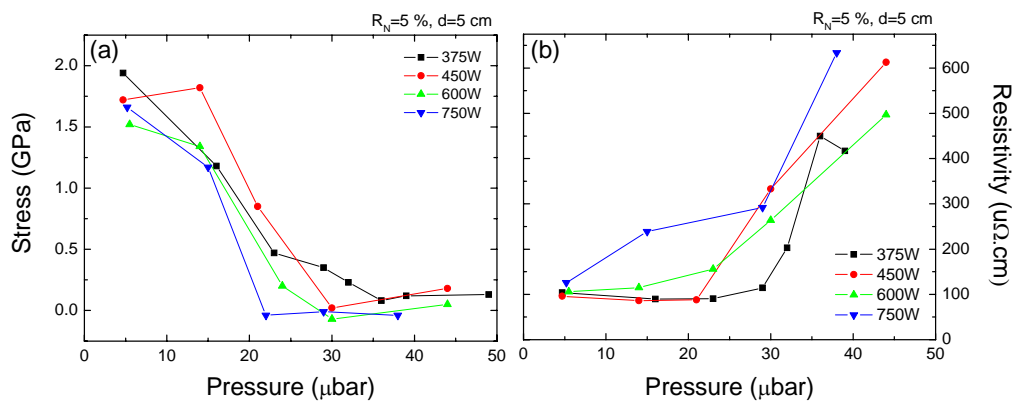 R_N=5 %, d=5 cm
(a)
375W
450W
600W
750W
2.0
1.5
1.0
0.5
0.0
Stress (GPa)
0 10 20 30 40 50
Pressure (μbar)
R_N=5 %, d=5 cm
(b)
375W
450W
600W
750W
600
500
400
300
200
100
0
Resistivity (uΩ.cm)
0 10 20 30 40 50
Pressure (μbar)